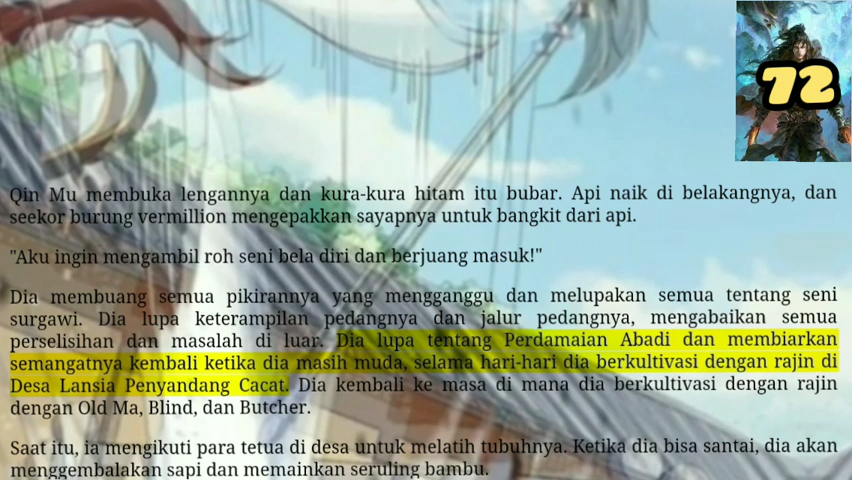 72
Qin Mu membuka lengannya dan kura-kura hitam itu bubar. Api naik di belakangnya, dan
seekor burung vermillion mengepakkan sayapnya untuk bangkit dari api.
"Aku ingin mengambil roh seni bela diri dan berjuang masuk!"
Dia membuang semua pikirannya yang mengganggu dan melupakan semua tentang seni
surgawi. Dia lupa keterampilan pedangnya dan jalur pedangnya, mengabaikan semua
perselisihan dan masalah di luar. Dia lupa tentang Perdamaian Abadi dan membiarkan
semangatnya kembali ketika dia masih muda, selama hari-hari dia berkultivasi dengan rajin di
Desa Lansia Penyandang Cacat. Dia kembali ke masa di mana dia berkultivasi dengan rajin
dengan Old Ma, Blind, dan Butcher.
Saat itu, ia mengikuti para tetua di desa untuk melatih tubuhnya. Ketika dia bisa santai, dia akan
menggembalakan sapi dan memainkan seruling bambu.